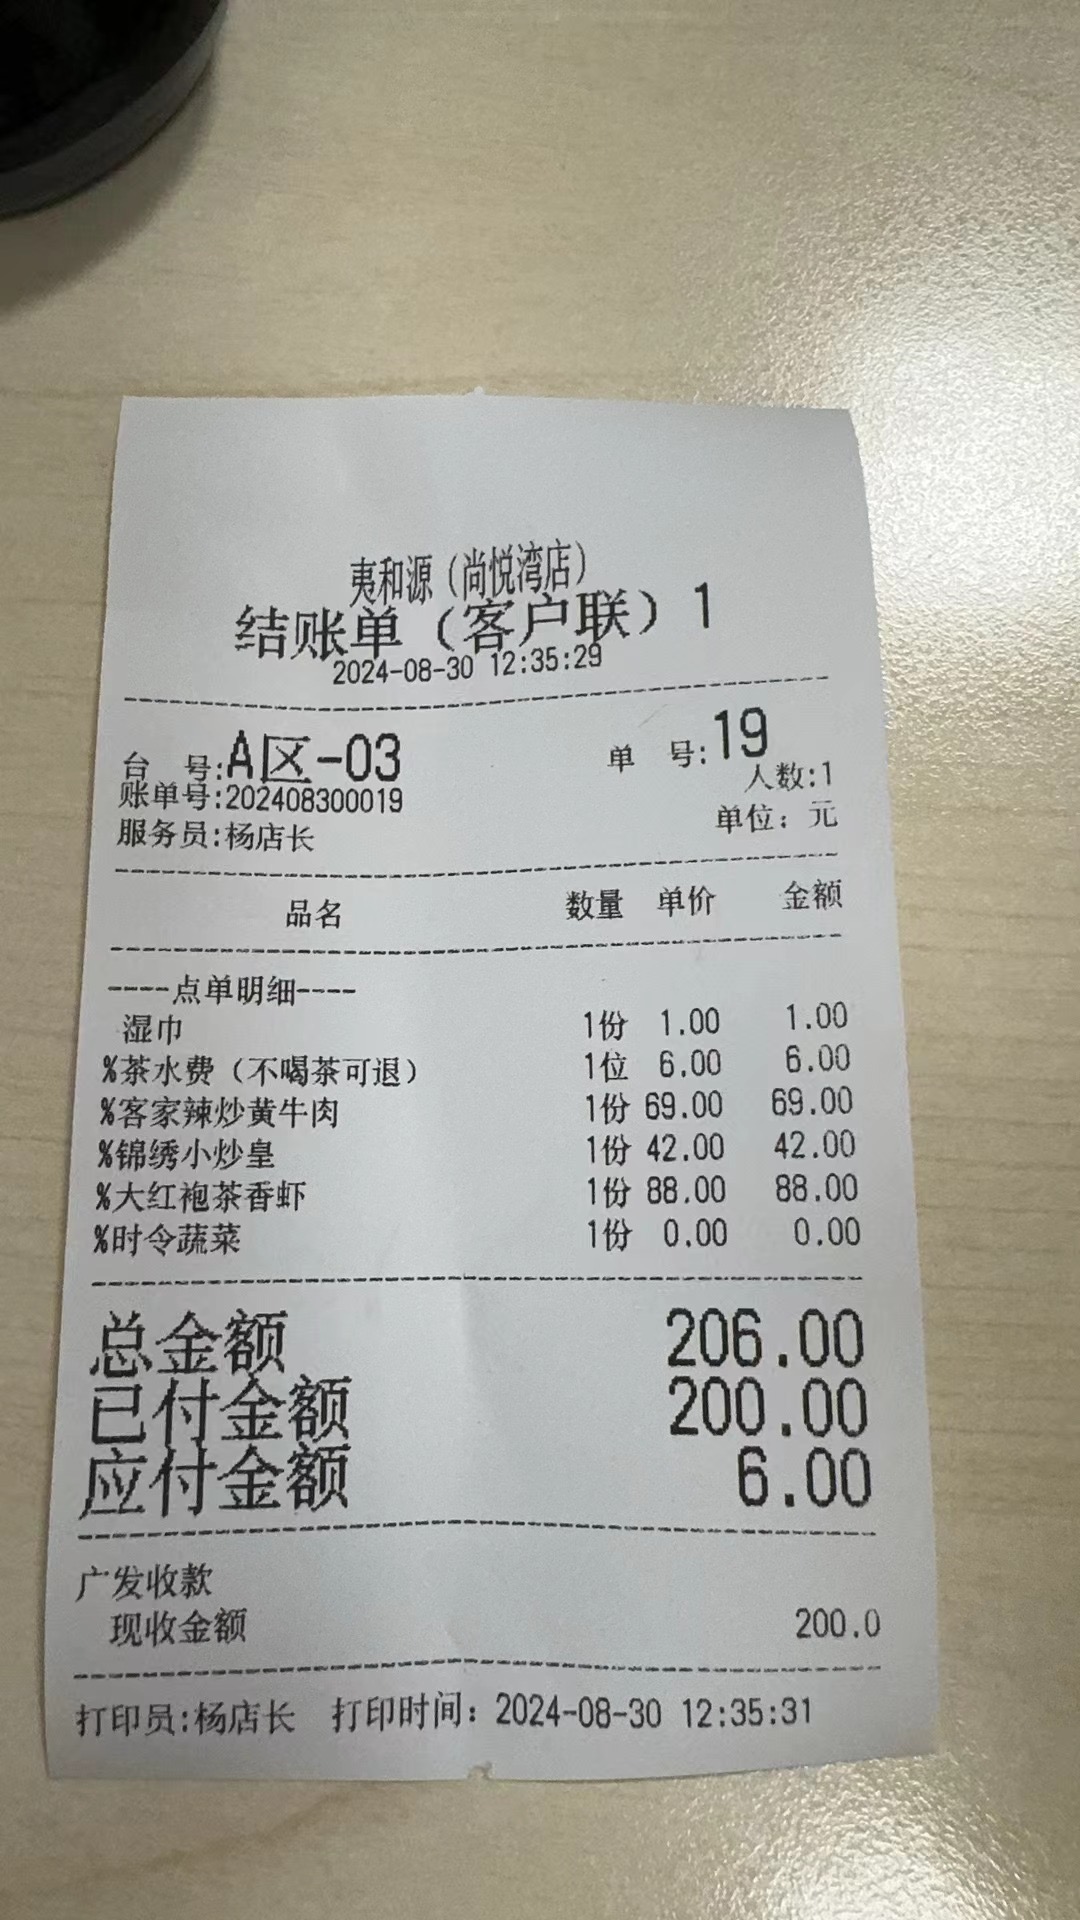 夷和源（尚悦湾店）
结账单（客户联）1
2024-08-30 12:35:29
台 号:A区-03 单 号:19
人数:1
账单号:202408300019
单位：元
服务员:杨店长
品名 数量 单价 金额
----点单明细----
湿巾 1份 1.00 1.00
%茶水费（不喝茶可退） 1位 6.00 6.00
%客家辣炒黄牛肉 1份 69.00 69.00
%锦绣小炒皇 1份 42.00 42.00
%大红袍茶香虾 1份 88.00 88.00
%时令蔬菜 1份 0.00 0.00
总金额 206.00
已付金额 200.00
应付金额 6.00
广发收款
现收金额 200.0
打印员:杨店长 打印时间：2024-08-30 12:35:31